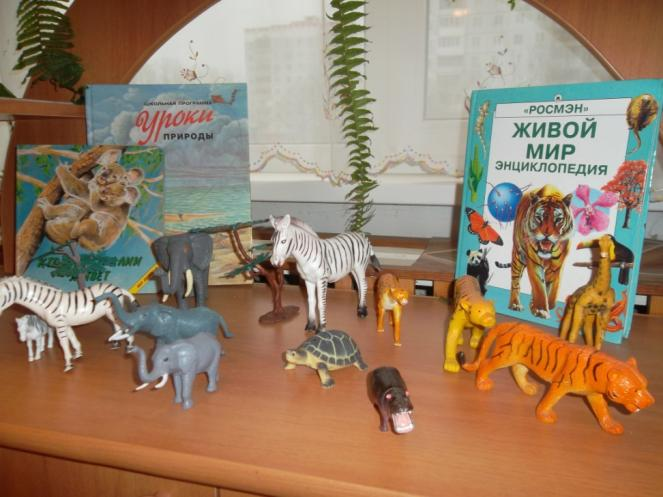 ШКОЛЬНАЯ ПРОГРАММА
Уроки
ПРИРОДЫ
«РОСМЭН»
ЖИВОЙ
МИР
ЭНЦИКЛОПЕДИЯ